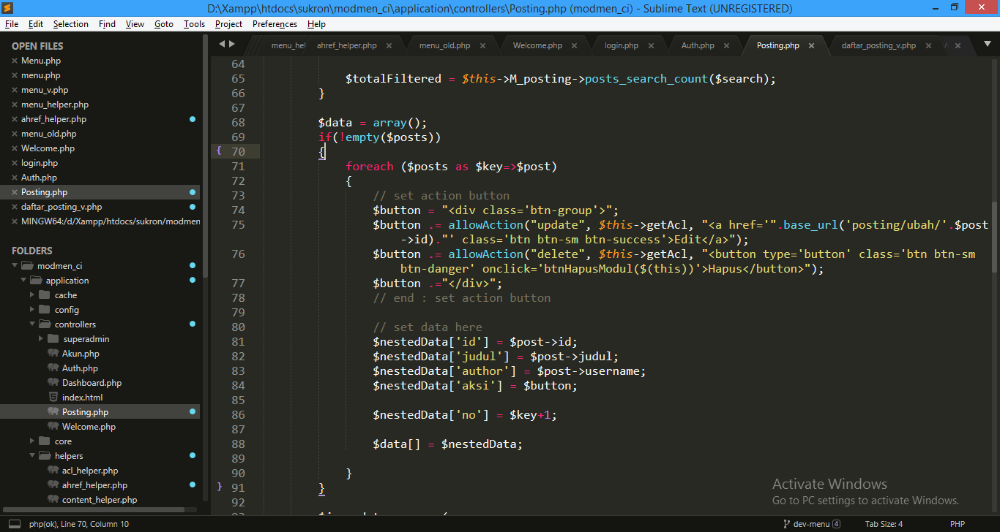 D:\Xampp\htdocs\sukron\modmen_ci\application\controllers\Posting.php (modmen_ci) - Sublime Text (UNREGISTERED)
File Edit Selection Find View Goto Tools Project Preferences Help
OPEN FILES
Menu.php
menu.php
menu_v.php
menu_helper.php
ahref_helper.php
menu_old.php
Welcome.php
login.php
Auth.php
Posting.php
daftar_posting_v.php
MINGW64:/d/Xampp/htdocs/sukron/modmen
FOLDERS
modmen_ci
application
cache
config
controllers
superadmin
Akun.php
Auth.php
Dashboard.php
index.html
Posting.php
Welcome.php
core
helpers
acl_helper.php
ahref_helper.php
content_helper.php
menu_hel ahref_helper.php menu_old.php Welcome.php login.php Auth.php Posting.php daftar_posting_v.php
64
65 $totalFiltered = $this->M_posting->posts_search_count($search);
66 }
67
68 $data = array();
69 if(!empty($posts))
{ 70 {
71 foreach ($posts as $key=>$post)
72 {
73 // set action button
74 $button = "<div class='btn-group'>";
75 $button .= allowAction("update", $this->getAcl, "<a href='".base_url('posting/ubah/'.$post
->id)."' class='btn btn-sm btn-success'>Edit</a>");
76 $button .= allowAction("delete", $this->getAcl, "<button type='button' class='btn btn-sm
btn-danger' onclick='btnHapusModul($(this))'>Hapus</button>");
77 $button .="</div>";
78 // end : set action button
79
80 // set data here
81 $nestedData['id'] = $post->id;
82 $nestedData['judul'] = $post->judul;
83 $nestedData['author'] = $post->username;
84 $nestedData['aksi'] = $button;
85
86 $nestedData['no'] = $key+1;
87
88 $data[] = $nestedData;
89
90 }
} 91 }
92
Activate Windows
Go to PC settings to activate Windows.
php(ok), Line 70, Column 10 dev-menu 4 Tab Size: 4 PHP